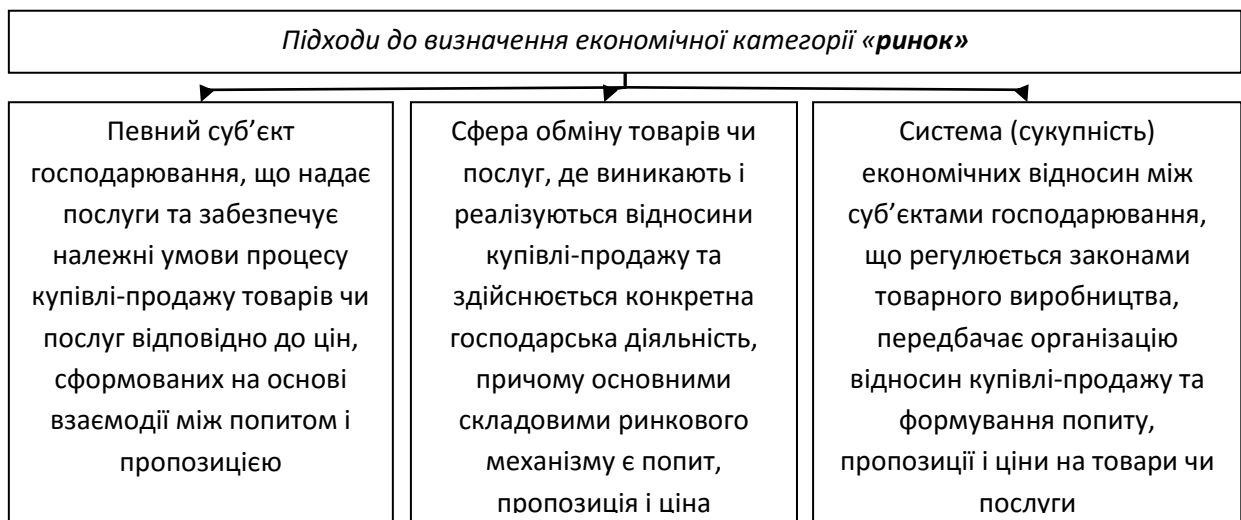 Підходи до визначення економічної категорії «ринок»
Певний суб’єкт
господарювання, що надає
послуги та забезпечує
належні умови процесу
купівлі-продажу товарів чи
послуг відповідно до цін,
сформованих на основі
взаємодії між попитом і
пропозицією
Сфера обміну товарів чи
послуг, де виникають і
реалізуються відносини
купівлі-продажу та
здійснюється конкретна
господарська діяльність,
причому основними
складовими ринкового
механізму є попит,
пропозиція і ціна
Система (сукупність)
економічних відносин між
суб’єктами господарювання,
що регулюється законами
товарного виробництва,
передбачає організацію
відносин купівлі-продажу та
формування попиту,
пропозиції і ціни на товари чи
послуги